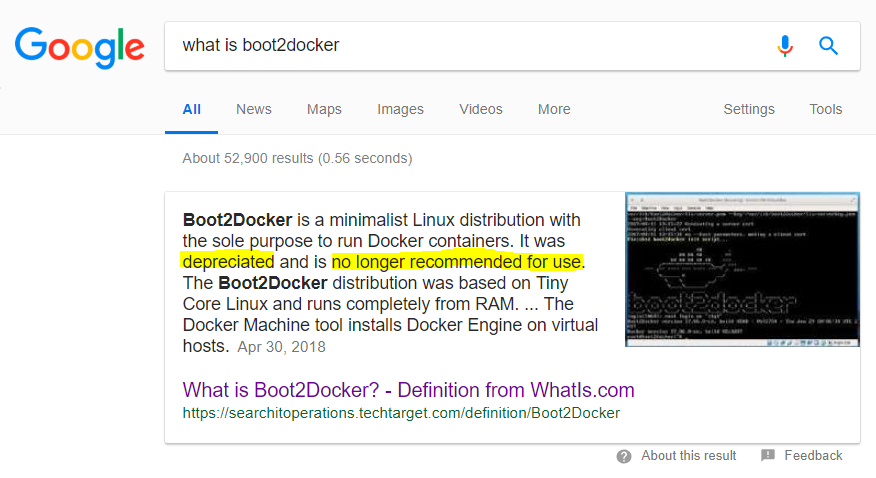 Google
what is boot2docker
All News Maps Images Videos More Settings Tools
About 52,900 results (0.56 seconds)
Boot2Docker is a minimalist Linux distribution with
the sole purpose to run Docker containers. It was
depreciated and is no longer recommended for use.
The Boot2Docker distribution was based on Tiny
Core Linux and runs completely from RAM. ... The
Docker Machine tool installs Docker Engine on virtual
hosts. Apr 30, 2018
boot2docker
What is Boot2Docker? - Definition from WhatIs.com
https://searchitoperations.techtarget.com/definition/Boot2Docker
About this result Feedback